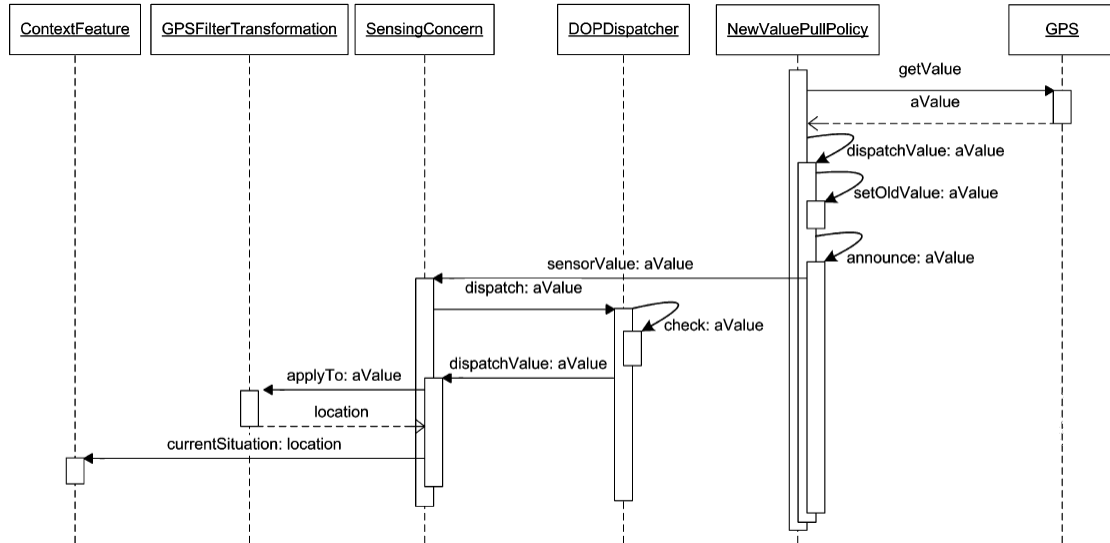 ContextFeature
GPSFilterTransformation
SensingConcern
DOPDispatcher
NewValuePullPolicy
GPS
getValue
aValue
dispatchValue: aValue
setOldValue: aValue
announce: aValue
sensorValue: aValue
dispatch: aValue
check: aValue
dispatchValue: aValue
applyTo: aValue
location
currentSituation: location